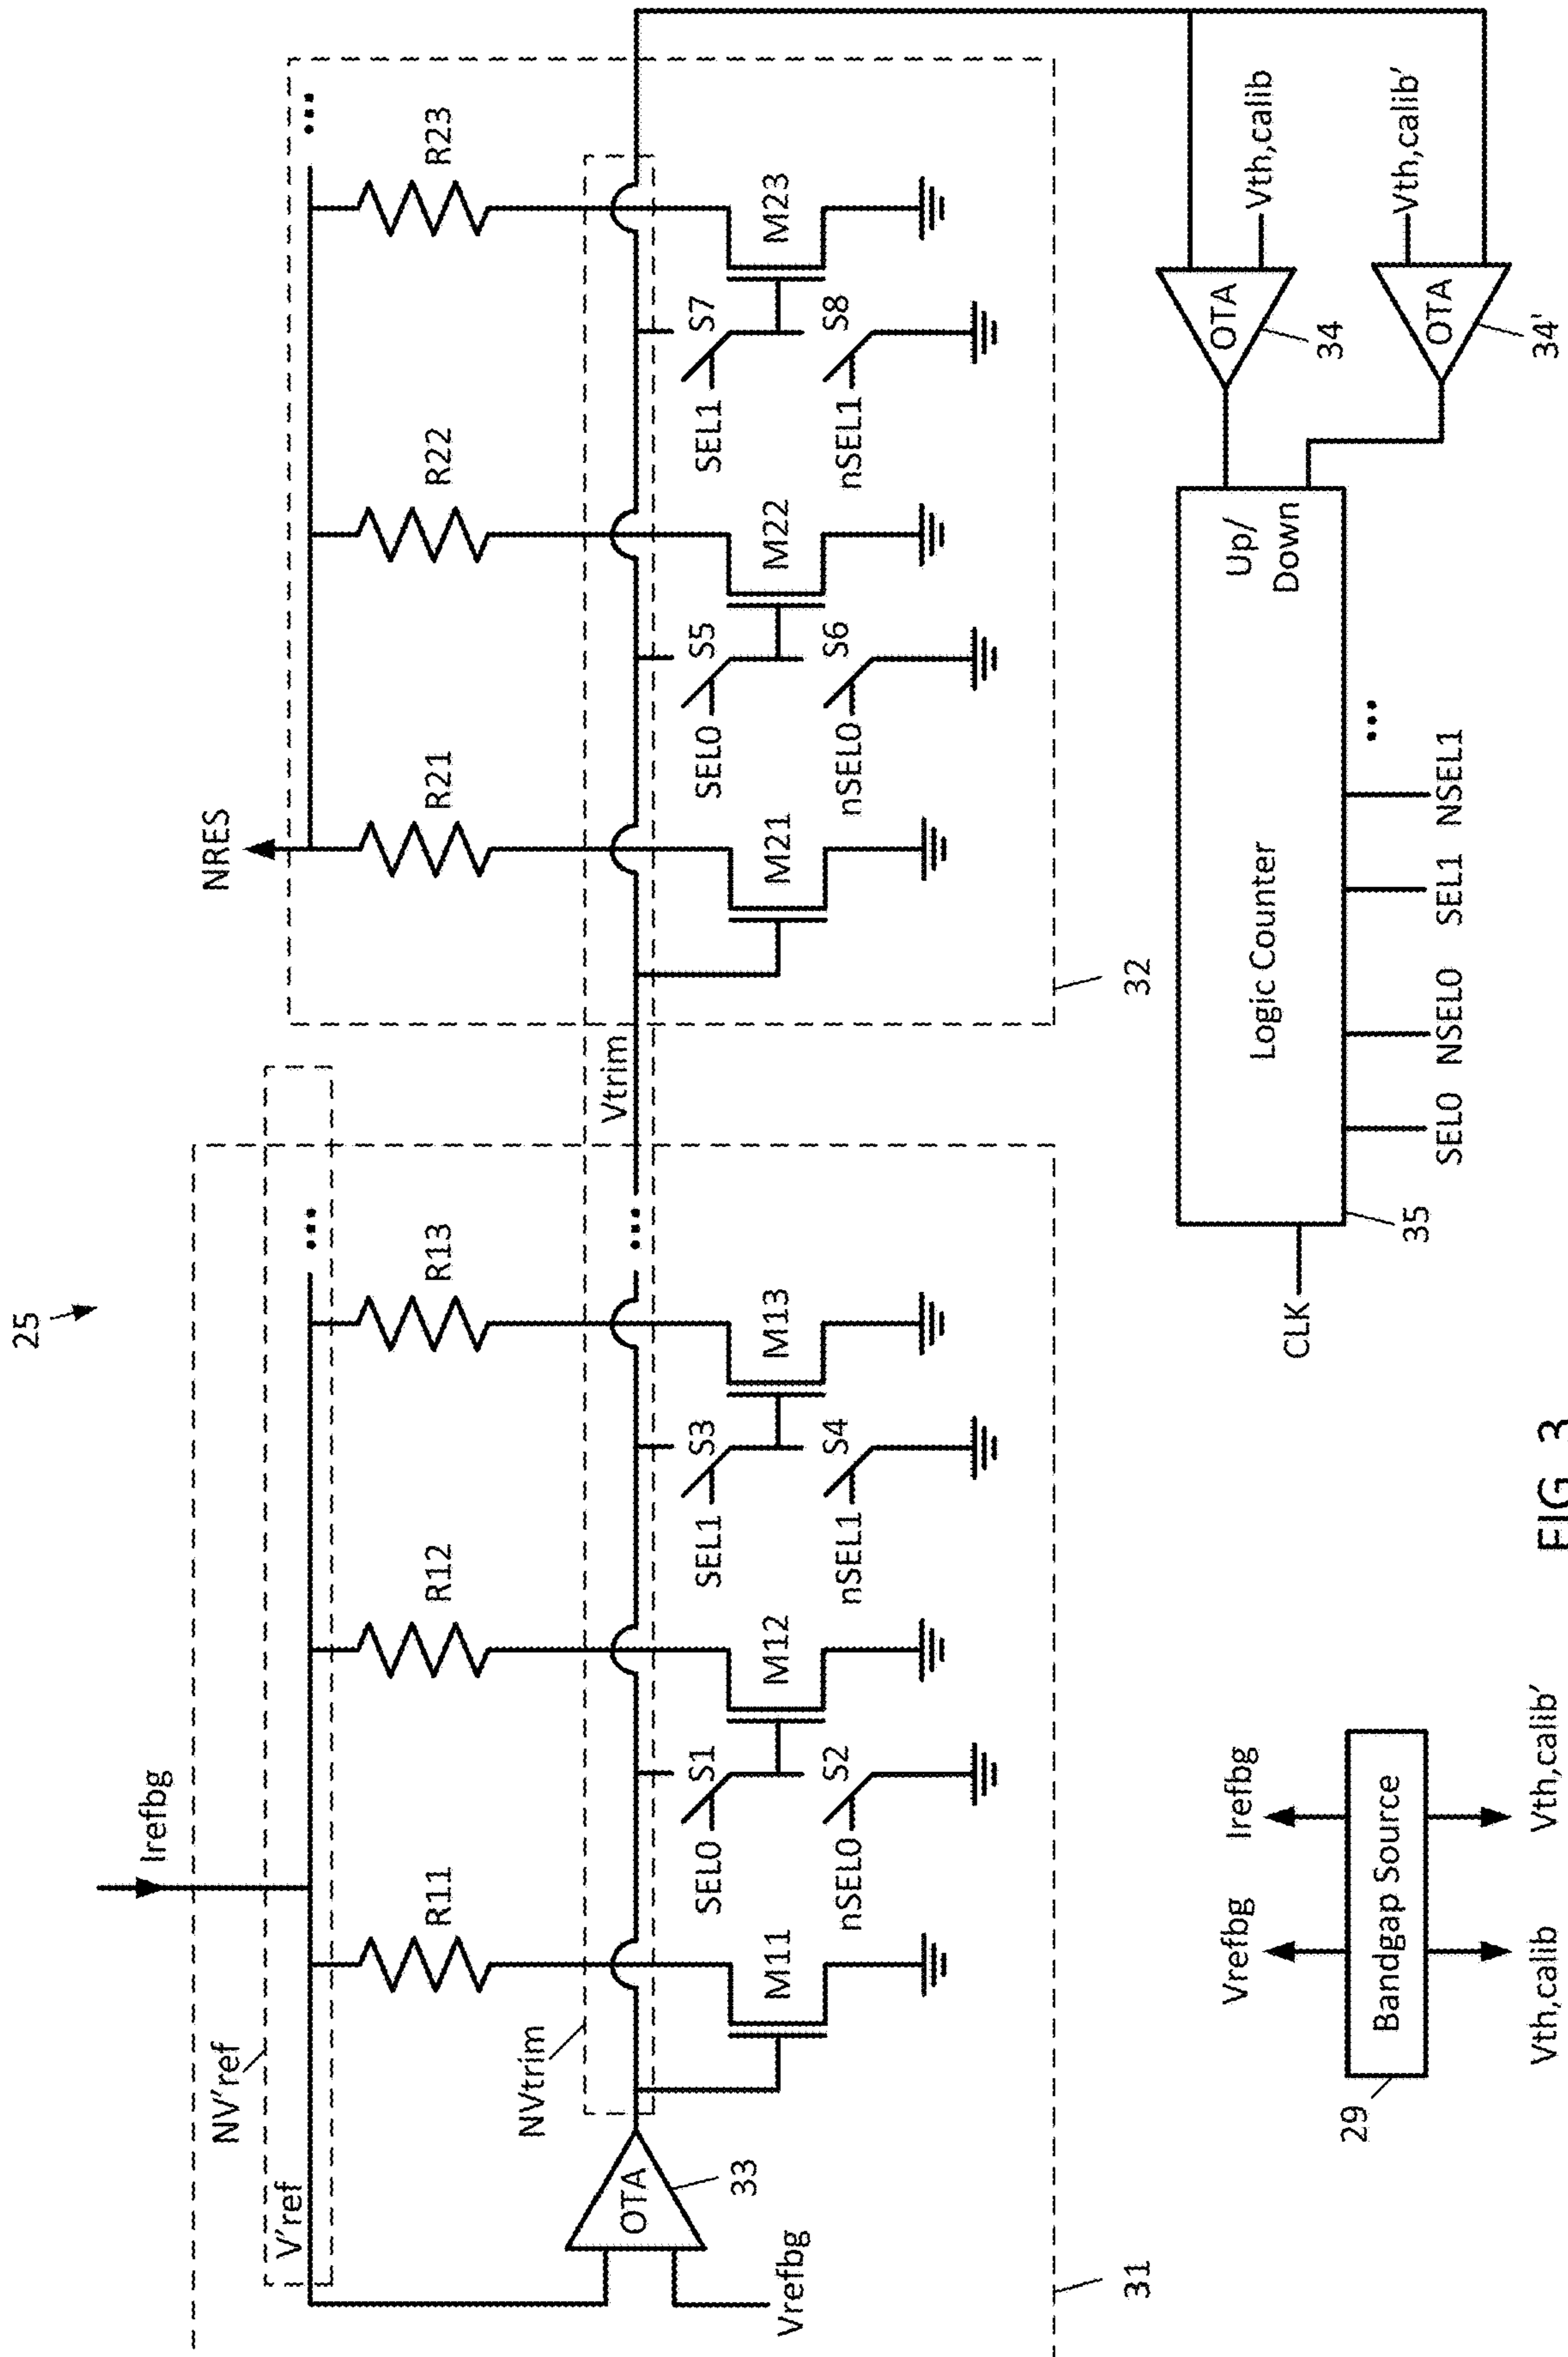 25
Irefbg
NV'ref
V'ref
R11
R12
R13
...
NRES
R21
R22
R23
...
NVtrim
...
Vtrim
OTA
33
Vrefbg
M11
SEL0
S1
nSEL0
S2
M12
SEL1
S3
nSEL1
S4
M13
M21
SEL0
S5
nSEL0
S6
M22
SEL1
S7
nSEL1
S8
M23
31
32
Vrefbg
Irefbg
Bandgap Source
29
Vth,calib
Vth,calib'
CLK
Logic Counter
Up/
Down
35
SEL0
NSEL0
SEL1
NSEL1
...
OTA
34
Vth,calib
OTA
34'
Vth,calib'
FIG. 3